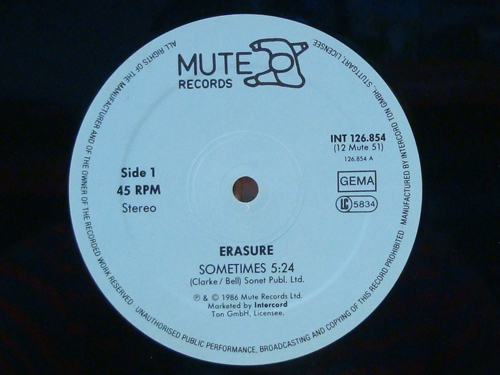 MUTE
RECORDS
INT 126.854
(12 Mute 51)
126.854 A
Side 1
45 RPM
Stereo
GEMA
LC 5834
ERASURE
SOMETIMES 5:24
(Clarke / Bell) Sonet Publ. Ltd.
℗ & © 1986 Mute Records Ltd.
Marketed by Intercord
Ton GmbH, Licensee.
ALL RIGHTS OF THE MANUFACTURER AND OF THE OWNER OF THE RECORDED WORK RESERVED
UNAUTHORISED PUBLIC PERFORMANCE, BROADCASTING AND COPYING OF THIS RECORD PROHIBITED
MANUFACTURED BY INTERCORD TON GMBH, STUTTGART, LICENSEE.